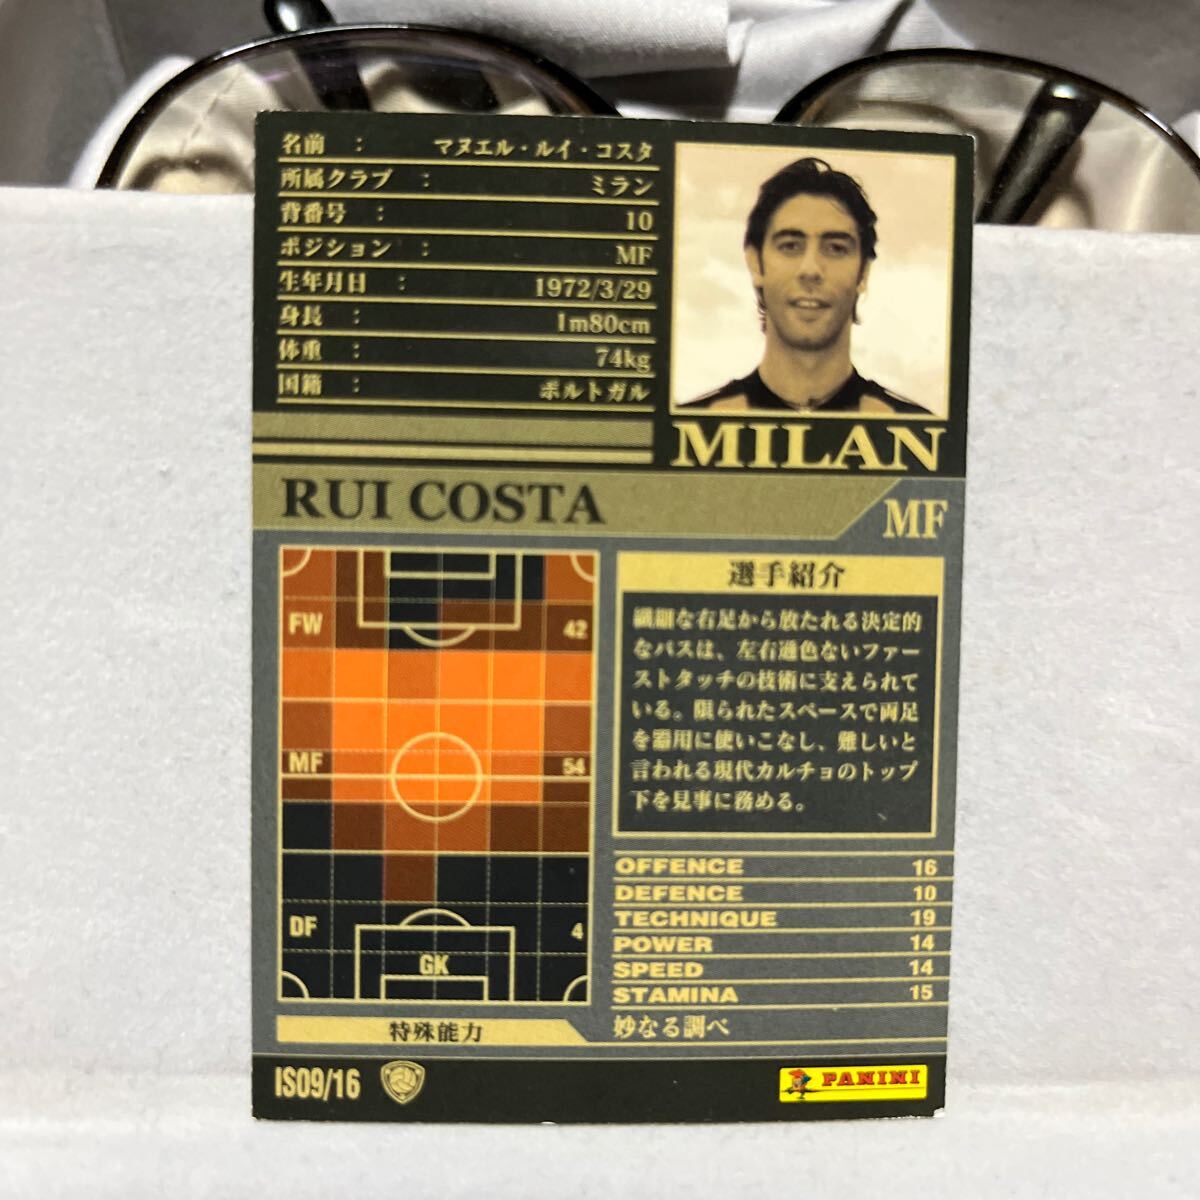 名前 : マヌエル・ルイ・コスタ
所属クラブ : ミラン
背番号 : 10
ポジション : MF
生年月日 : 1972/3/29
身長 : 1m80cm
体重 : 74kg
国籍 : ポルトガル
MILAN
RUI COSTA
MF
FW 42
MF 54
DF 4
GK
選手紹介
繊細な右足から放たれる決定的
なパスは、左右遜色ないファー
ストタッチの技術に支えられて
いる。限られたスペースで両足
を器用に使いこなし、難しいと
言われる現代カルチョのトップ
下を見事に務める。
OFFENCE 16
DEFENCE 10
TECHNIQUE 19
POWER 14
SPEED 14
STAMINA 15
特殊能力
妙なる調べ
IS09/16
PANINI